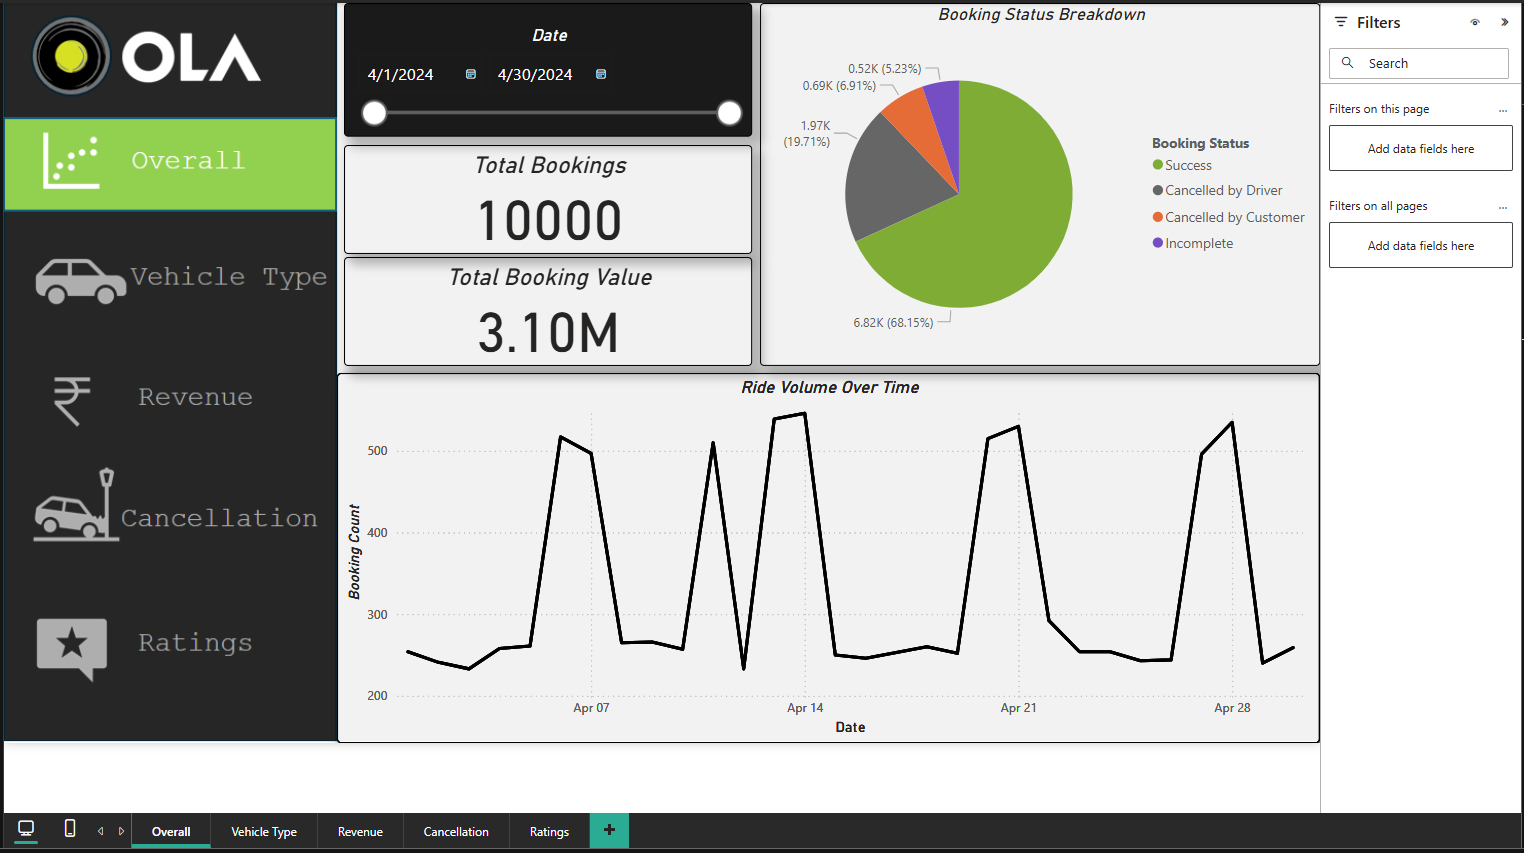 OLA
Overall
Vehicle Type
Revenue
Cancellation
Ratings
Date
4/1/2024 4/30/2024
Total Bookings
10000
Total Booking Value
3.10M
Booking Status Breakdown
0.52K (5.23%)
0.69K (6.91%)
1.97K
(19.71%)
6.82K (68.15%)
Booking Status
Success
Cancelled by Driver
Cancelled by Customer
Incomplete
Ride Volume Over Time
Booking Count
500
400
300
200
Apr 07 Apr 14 Apr 21 Apr 28
Date
Filters
Search
Filters on this page ...
Add data fields here
Filters on all pages ...
Add data fields here
Overall Vehicle Type Revenue Cancellation Ratings +